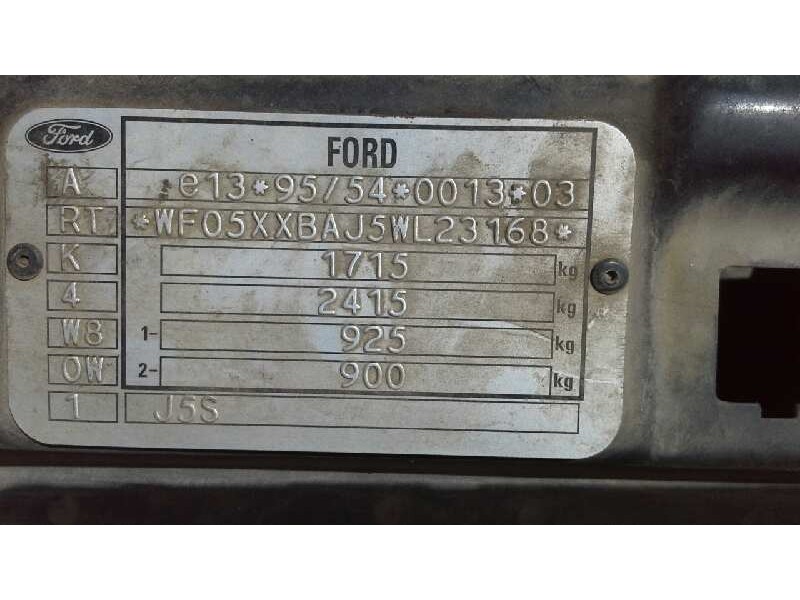 Ford FORD
A e13*95/54*0013*03
RT *WF05XXBAJ5WL23168*
K 1715 kg
4 2415 kg
W8 1- 925 kg
0W 2- 900 kg
1 J5S